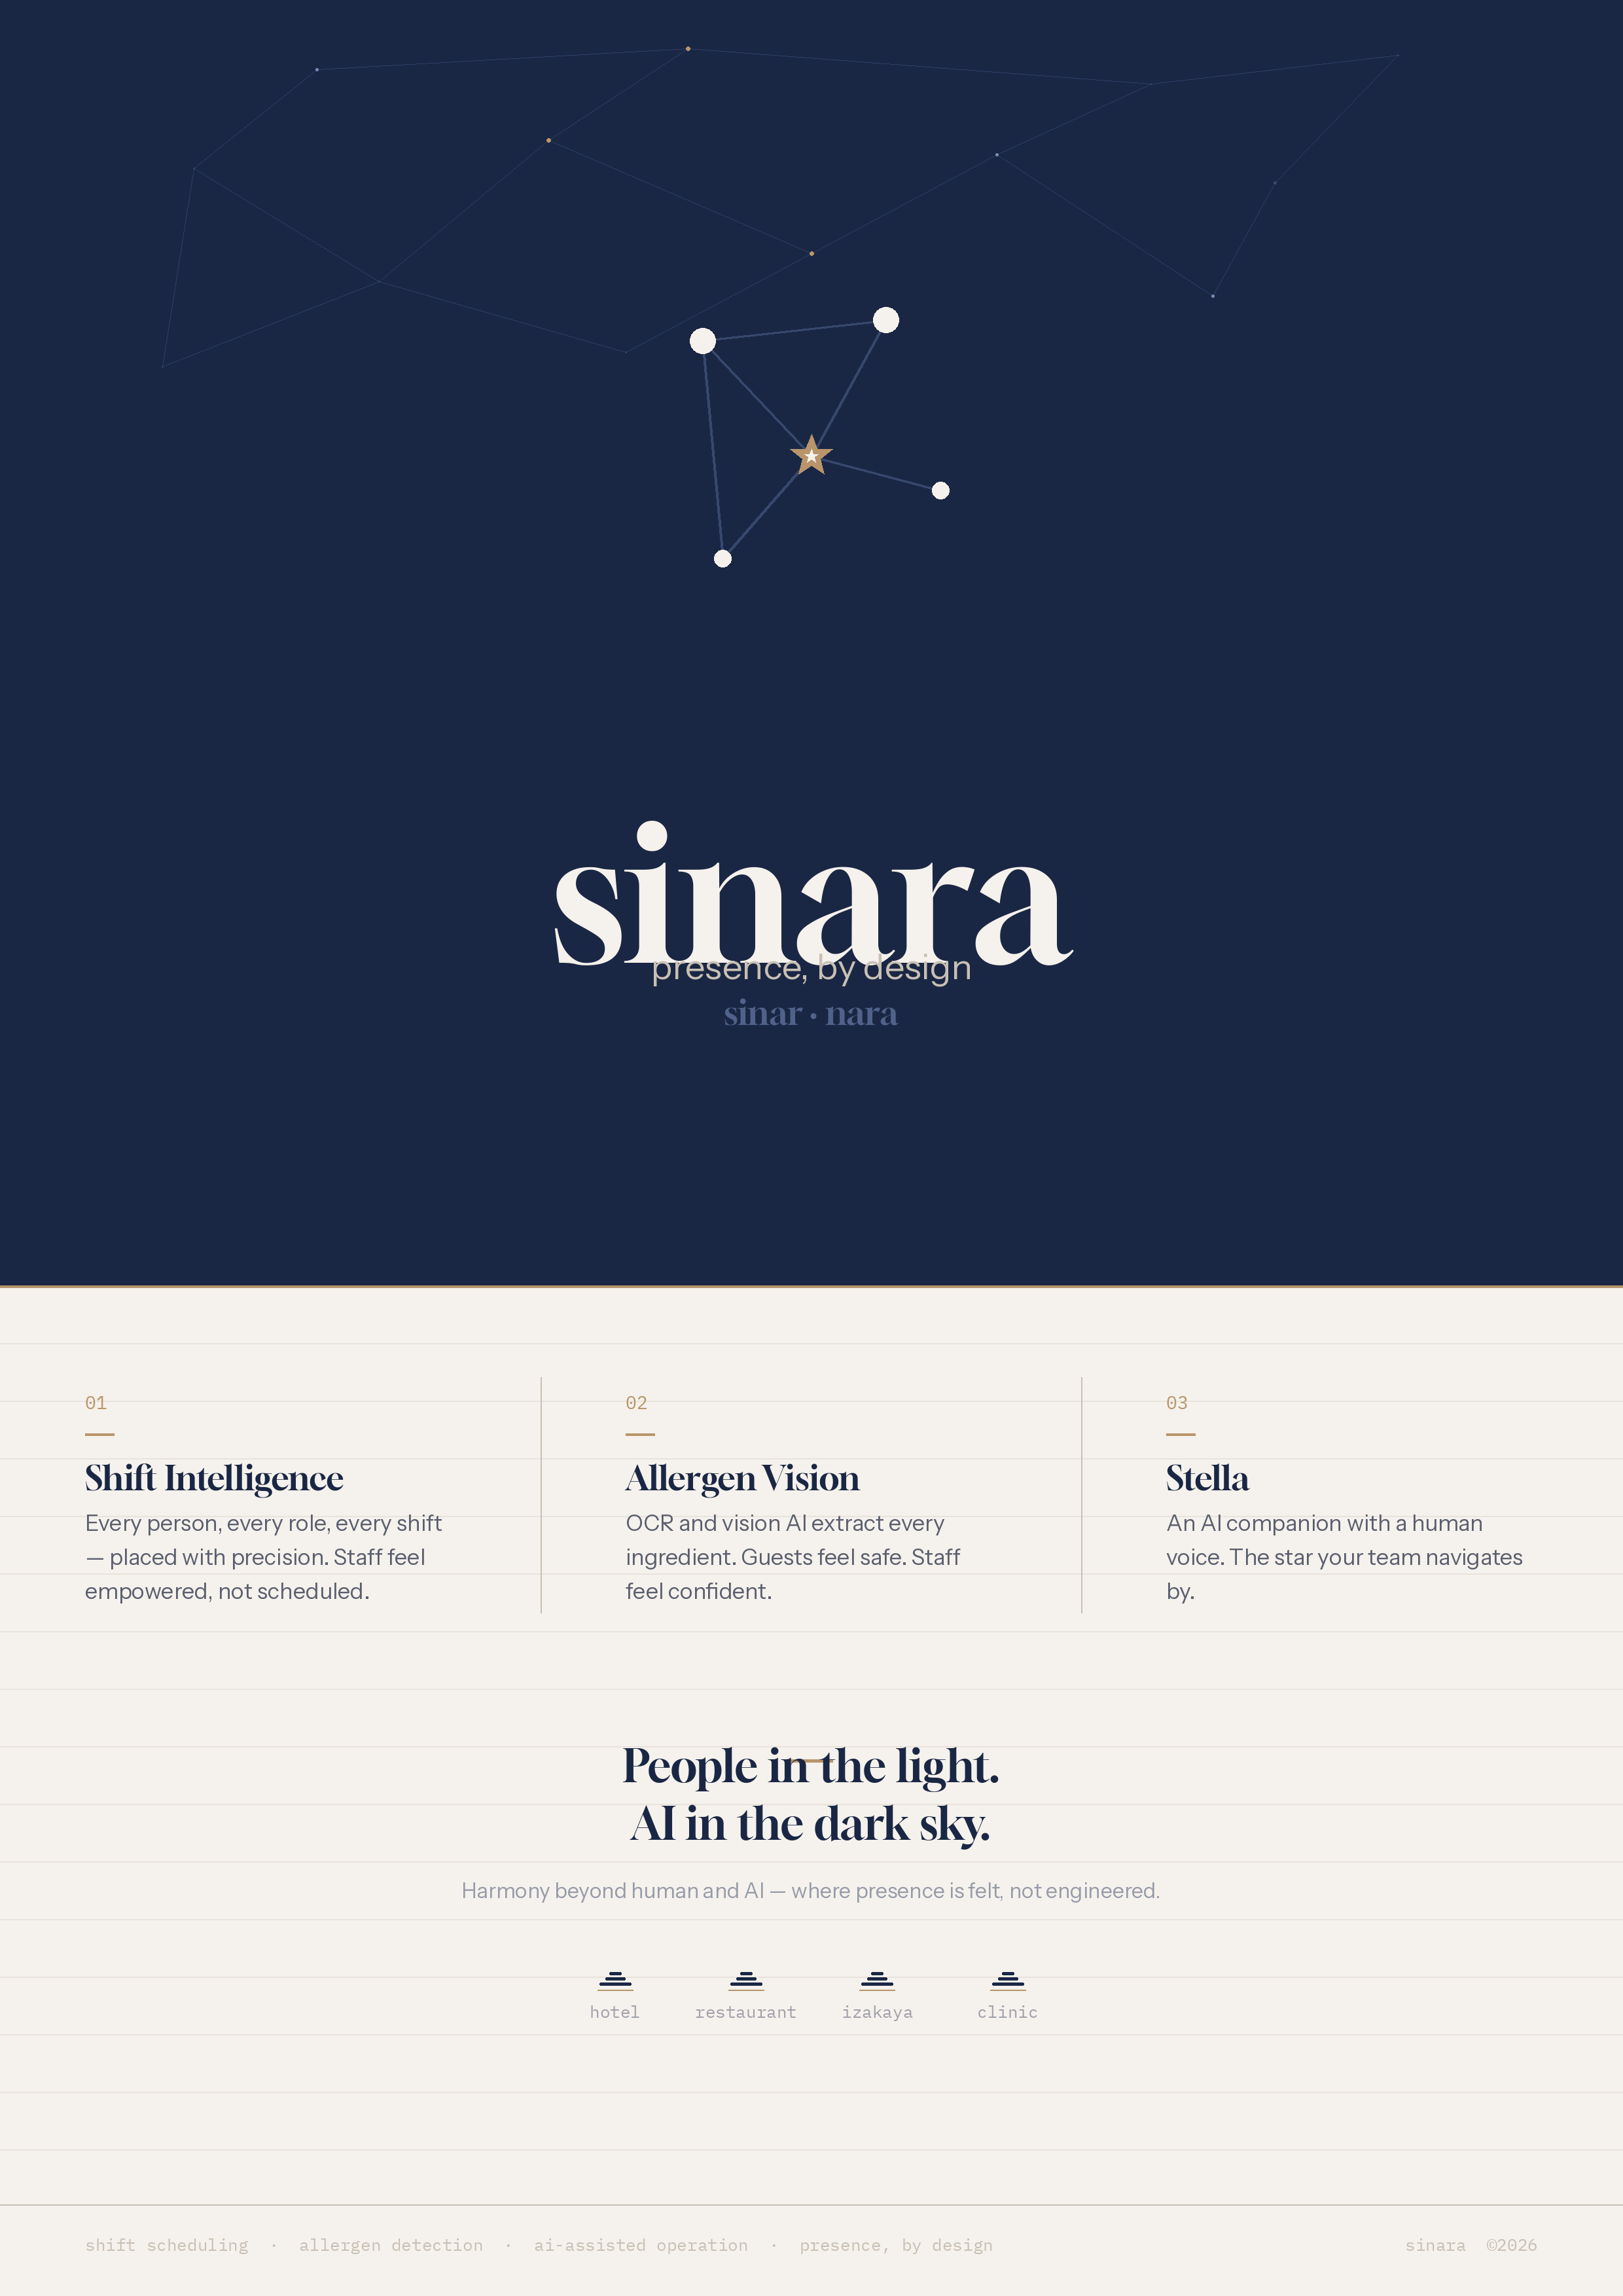 sinara
presence, by design
sinar · nara
01
Shift Intelligence
Every person, every role, every shift
— placed with precision. Staff feel
empowered, not scheduled.
02
Allergen Vision
OCR and vision AI extract every
ingredient. Guests feel safe. Staff
feel confident.
03
Stella
An AI companion with a human
voice. The star your team navigates
by.
People in the light.
AI in the dark sky.
Harmony beyond human and AI — where presence is felt, not engineered.
hotel restaurant izakaya clinic
shift scheduling · allergen detection · ai-assisted operation · presence, by design sinara ©2026